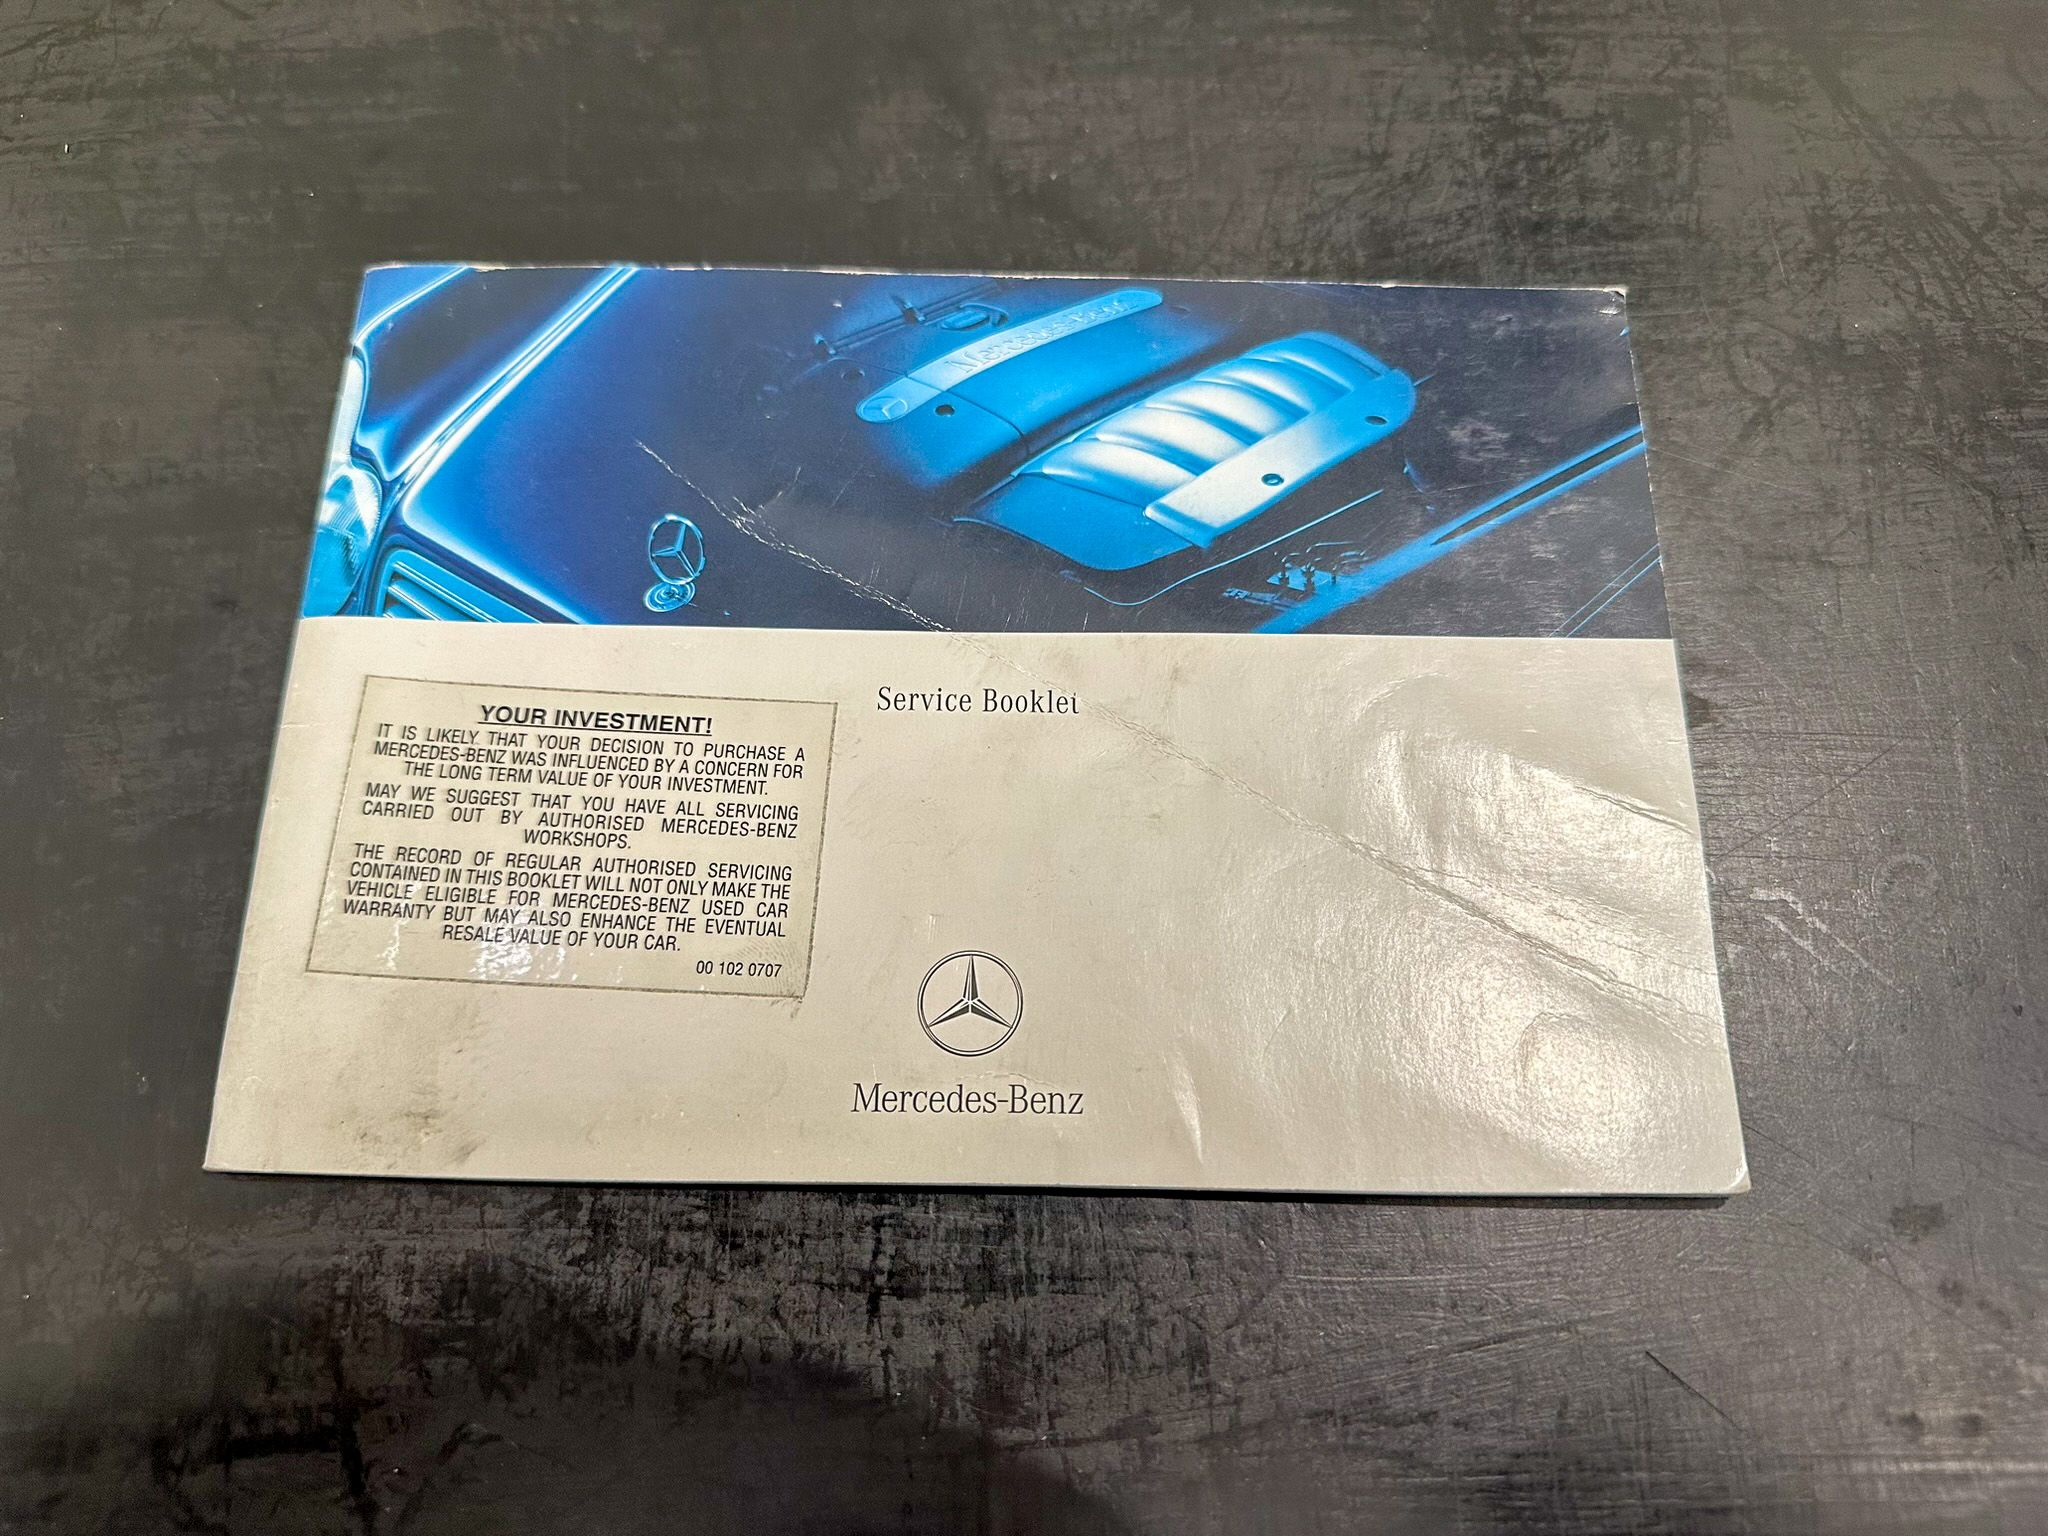 Mercedes-Benz
Service Booklet
YOUR INVESTMENT!
IT IS LIKELY THAT YOUR DECISION TO PURCHASE A
MERCEDES-BENZ WAS INFLUENCED BY A CONCERN FOR
THE LONG TERM VALUE OF YOUR INVESTMENT.
MAY WE SUGGEST THAT YOU HAVE ALL SERVICING
CARRIED OUT BY AUTHORISED MERCEDES-BENZ
WORKSHOPS.
THE RECORD OF REGULAR AUTHORISED SERVICING
CONTAINED IN THIS BOOKLET WILL NOT ONLY MAKE THE
VEHICLE ELIGIBLE FOR MERCEDES-BENZ USED CAR
WARRANTY BUT MAY ALSO ENHANCE THE EVENTUAL
RESALE VALUE OF YOUR CAR.
00 102 0707
Mercedes-Benz